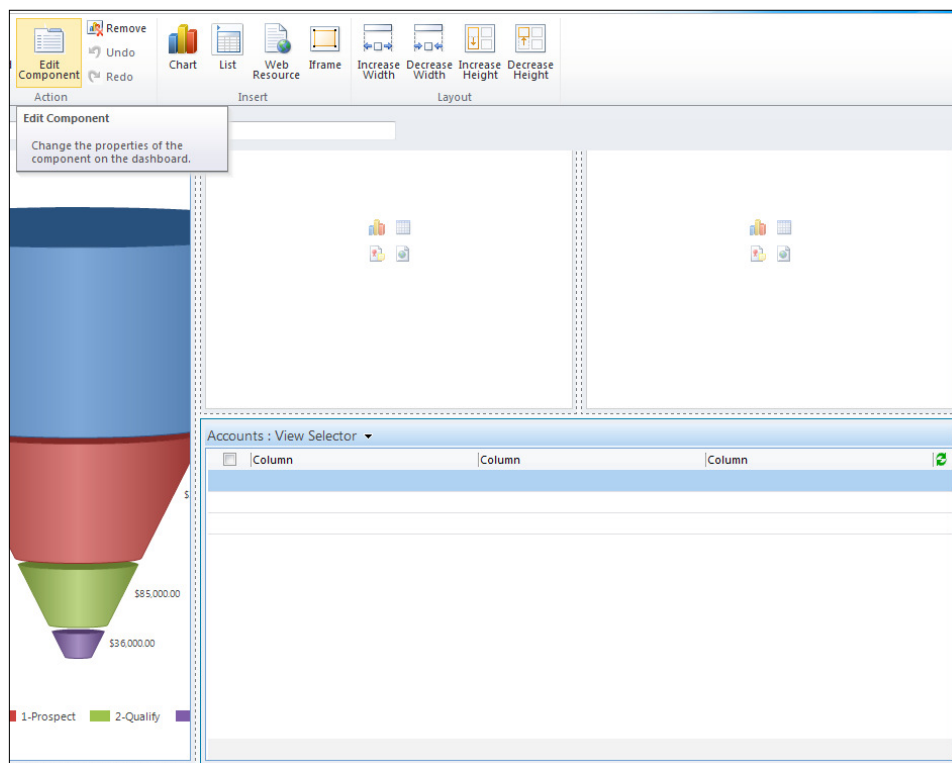 Edit
Component
Remove
Undo
Redo
Action
Chart
List
Web
Resource
Iframe
Insert
Increase
Width
Decrease
Width
Increase
Height
Decrease
Height
Layout
Edit Component
Change the properties of the
component on the dashboard.
Accounts : View Selector
Column Column Column
$
$85,000.00
$36,000.00
1-Prospect 2-Qualify